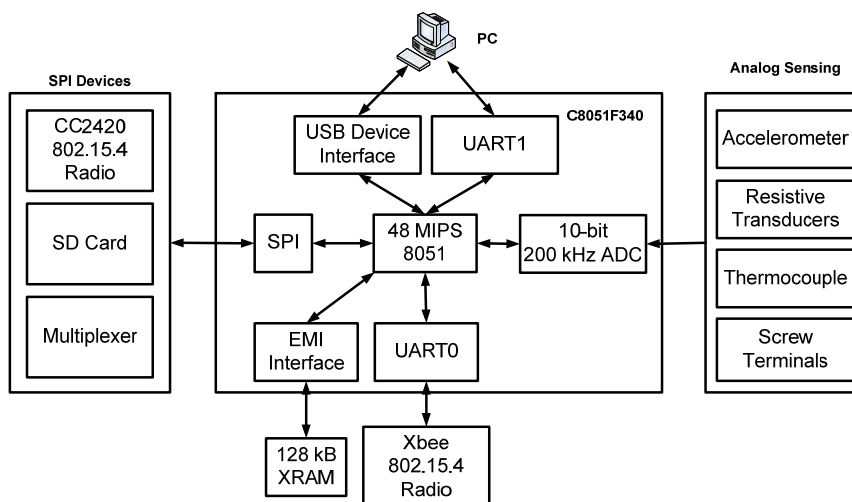 PC
SPI Devices
CC2420
802.15.4
Radio
SD Card
Multiplexer
C8051F340
USB Device
Interface
UART1
SPI
48 MIPS
8051
10-bit
200 kHz ADC
EMI
Interface
UART0
128 kB
XRAM
Xbee
802.15.4
Radio
Analog Sensing
Accelerometer
Resistive
Transducers
Thermocouple
Screw
Terminals